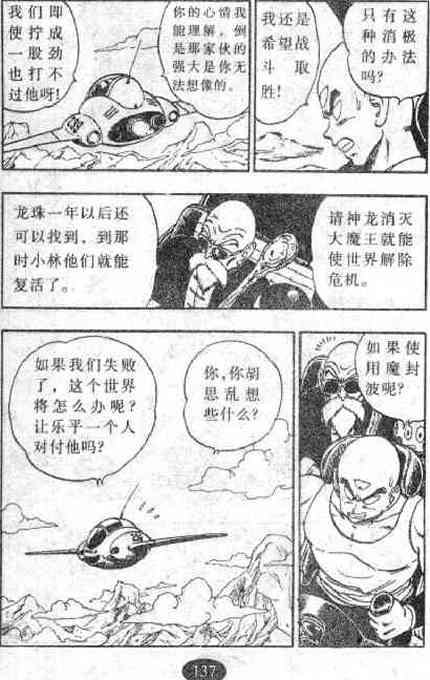 只有这
种消极
的办法
吗?
我还是
希望战
斗取
胜!
你的心情我
能理解。倒
是那家伙的
强大是你无
法想像的。
我们即
使拧成
一股劲
也打不
过他呀!
请神龙消灭
大魔王就能
使世界解除
危机。
龙珠一年以后还
可以找到，到那
时小林他们就能
复活了。
如果使
用魔封
波呢?
你,你胡
思乱想
些什么?
如果我们失败
了，这个世界
将怎么办呢?
让乐平一个人
对付他吗?
137